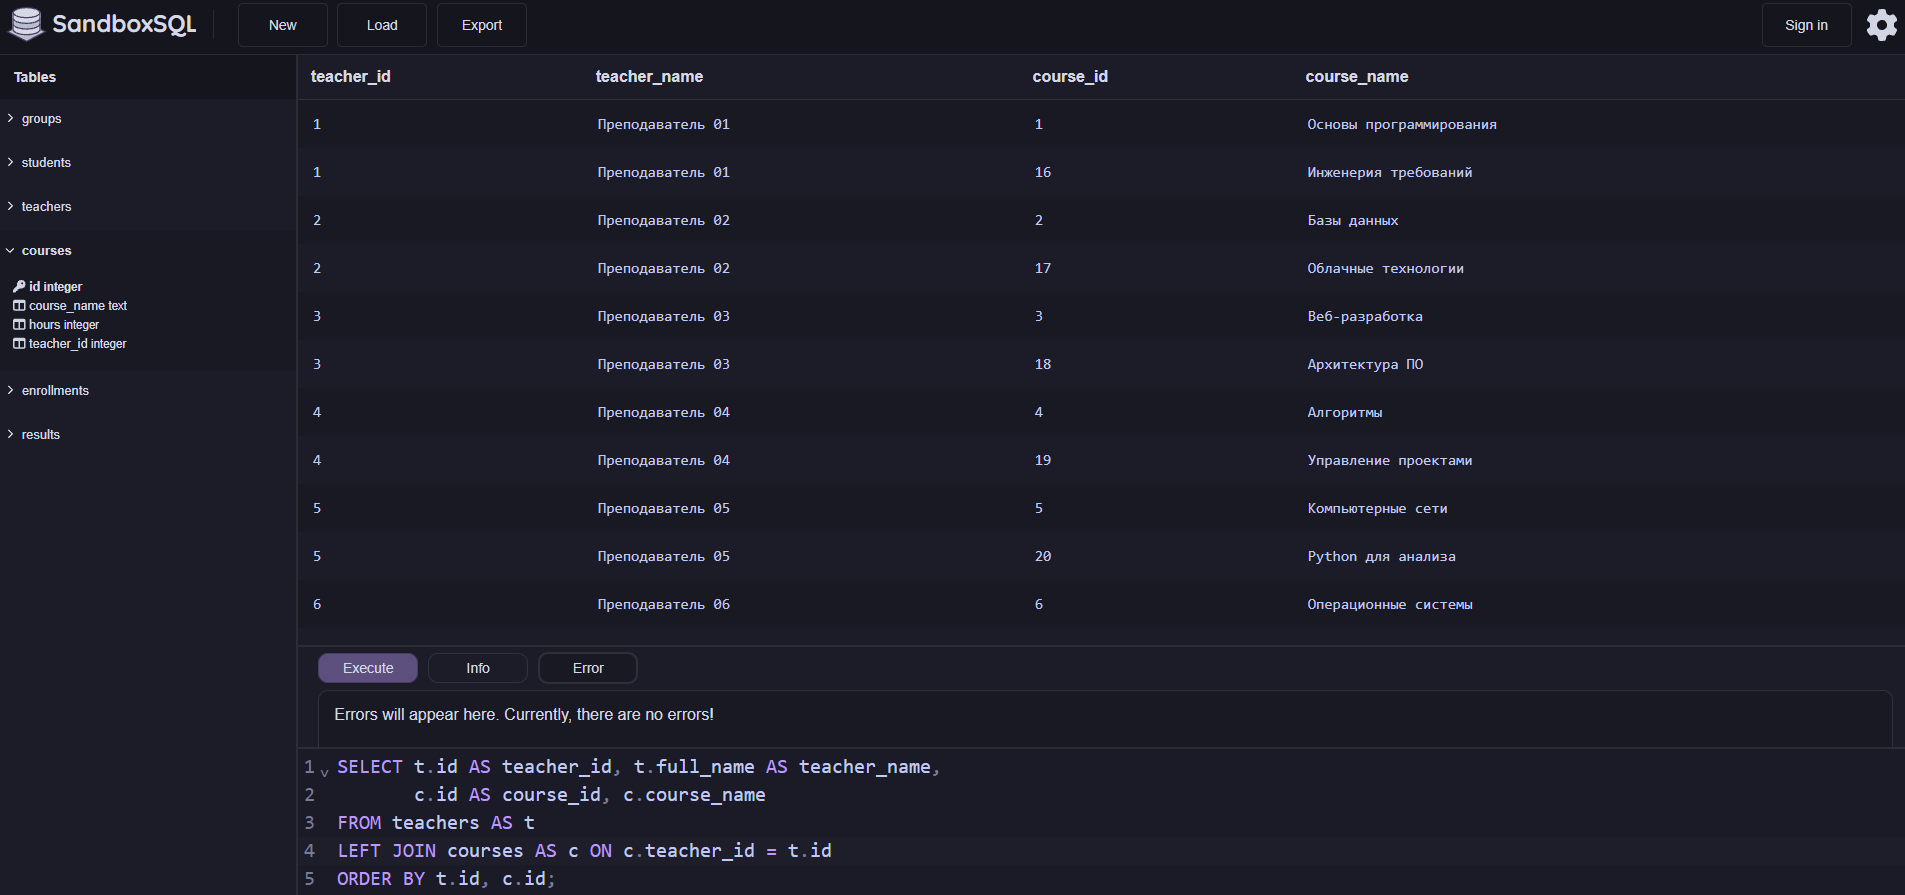 SandboxSQL New Load Export Sign in
Tables
groups
students
teachers
courses
id integer
course_name text
hours integer
teacher_id integer
enrollments
results
teacher_id teacher_name course_id course_name
1 Преподаватель 01 1 Основы программирования
1 Преподаватель 01 16 Инженерия требований
2 Преподаватель 02 2 Базы данных
2 Преподаватель 02 17 Облачные технологии
3 Преподаватель 03 3 Веб-разработка
3 Преподаватель 03 18 Архитектура ПО
4 Преподаватель 04 4 Алгоритмы
4 Преподаватель 04 19 Управление проектами
5 Преподаватель 05 5 Компьютерные сети
5 Преподаватель 05 20 Python для анализа
6 Преподаватель 06 6 Операционные системы
Execute Info Error
Errors will appear here. Currently, there are no errors!
1 SELECT t.id AS teacher_id, t.full_name AS teacher_name,
2 c.id AS course_id, c.course_name
3 FROM teachers AS t
4 LEFT JOIN courses AS c ON c.teacher_id = t.id
5 ORDER BY t.id, c.id;